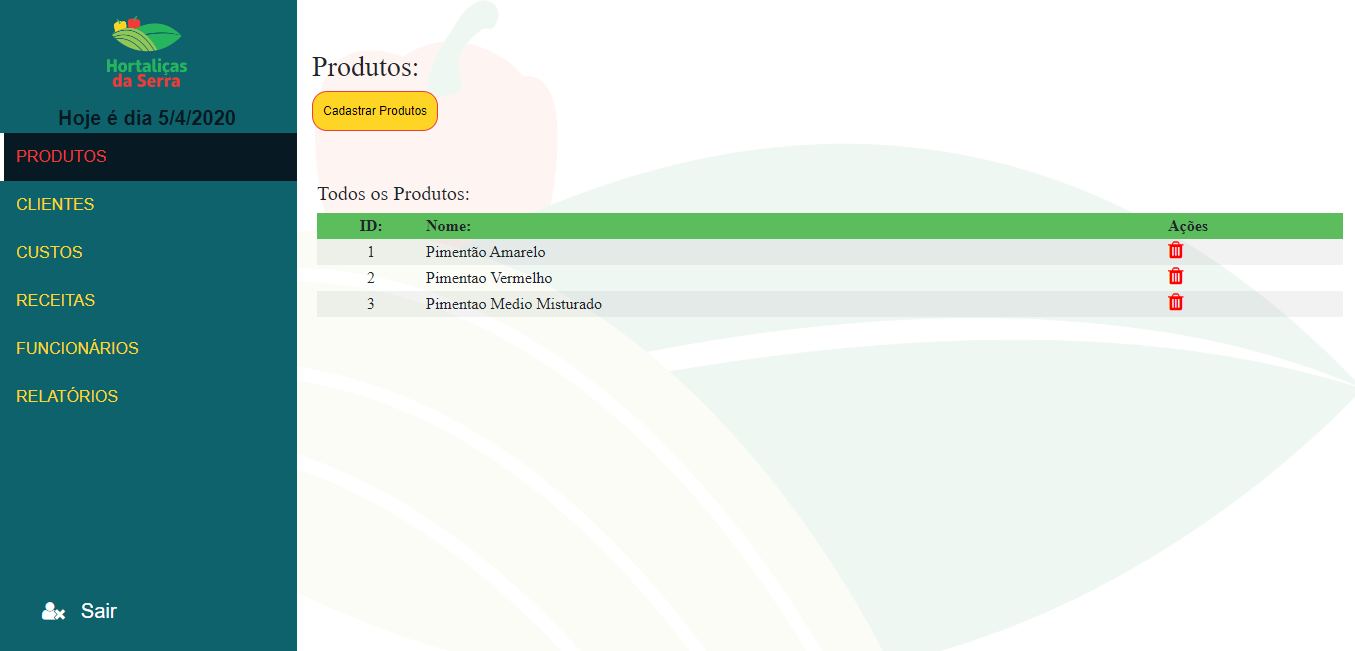 Hortaliças
da Serra
Hoje é dia 5/4/2020
PRODUTOS
CLIENTES
CUSTOS
RECEITAS
FUNCIONÁRIOS
RELATÓRIOS
Sair
Produtos:
Cadastrar Produtos
Todos os Produtos:
ID: Nome: Ações
1 Pimentão Amarelo
2 Pimentao Vermelho
3 Pimentao Medio Misturado